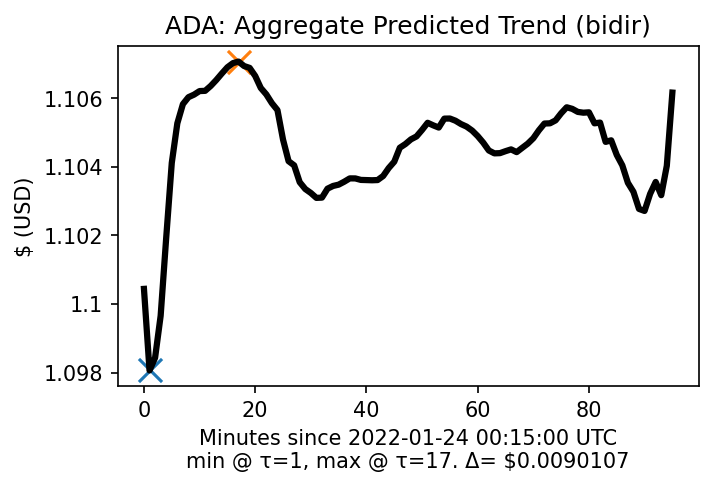 ADA: Aggregate Predicted Trend (bidir)
$ (USD)
1.106
1.104
1.102
1.1
1.098
0 20 40 60 80
Minutes since 2022-01-24 00:15:00 UTC
min @ τ=1, max @ τ=17. Δ= $0.0090107